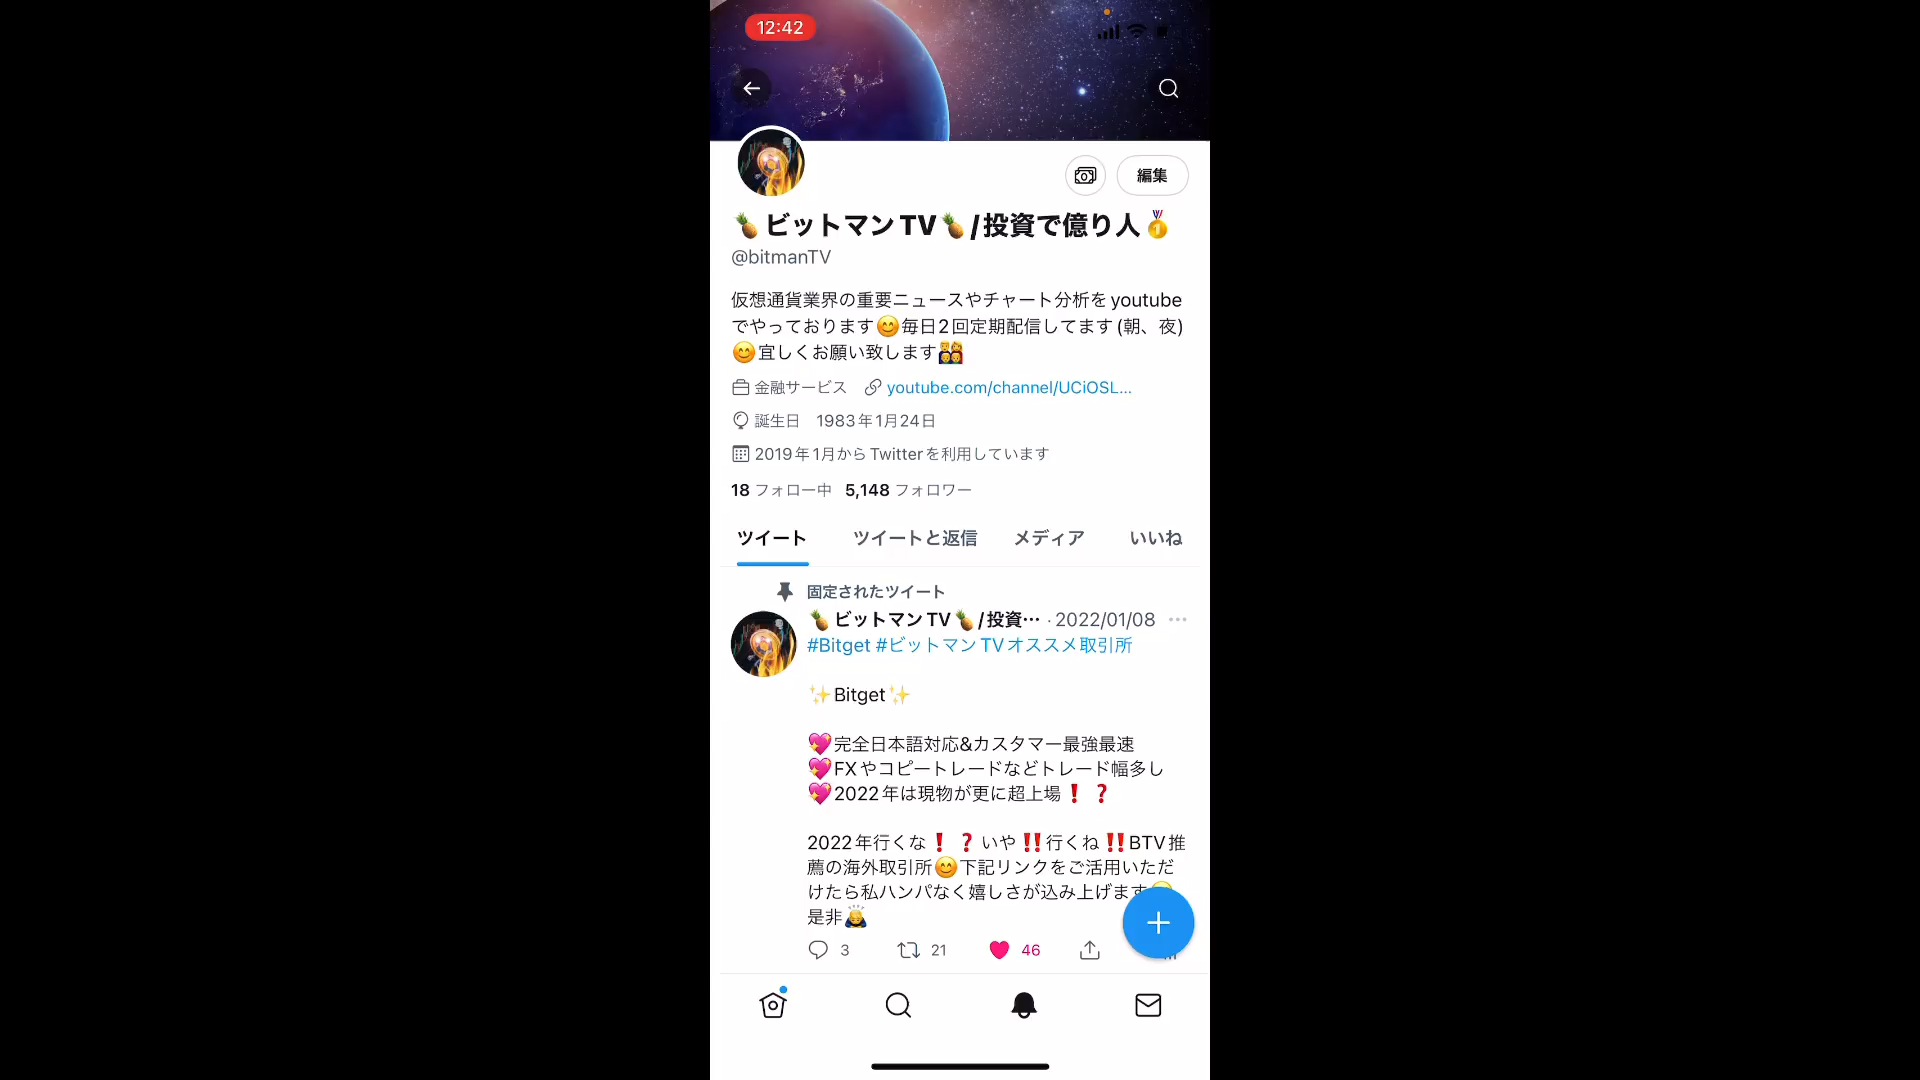 12:42
編集
🍍ビットマンTV🍍/投資で億り人🏅
@bitmanTV
仮想通貨業界の重要ニュースやチャート分析をyoutube
でやっております😊毎日2回定期配信してます(朝、夜)
😊宜しくお願い致します👨‍👩‍👧‍👦
金融サービス youtube.com/channel/UCiOSL...
誕生日 1983年1月24日
2019年1月からTwitterを利用しています
18 フォロー中 5,148 フォロワー
ツイート ツイートと返信 メディア いいね
固定されたツイート
🍍ビットマンTV🍍/投資… · 2022/01/08
#Bitget #ビットマンTVオススメ取引所
✨Bitget✨
💖完全日本語対応&カスタマー最強最速
💖FXやコピートレードなどトレード幅多し
💖2022年は現物が更に超上場❗❓
2022年行くな❗❓いや‼️行くね‼️BTV推
薦の海外取引所😊下記リンクをご活用いただ
けたら私ハンパなく嬉しさが込み上げます
是非🙇
3 21 46